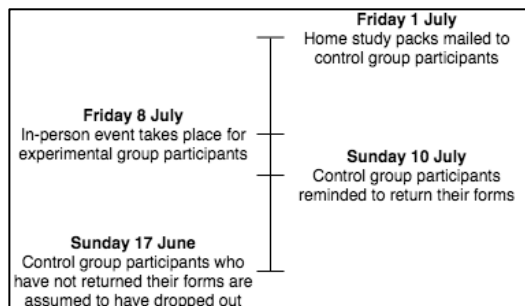 Friday 1 July
Home study packs mailed to
control group participants
Friday 8 July
In-person event takes place for
experimental group participants
Sunday 10 July
Control group participants
reminded to return their forms
Sunday 17 June
Control group participants who
have not returned their forms are
assumed to have dropped out